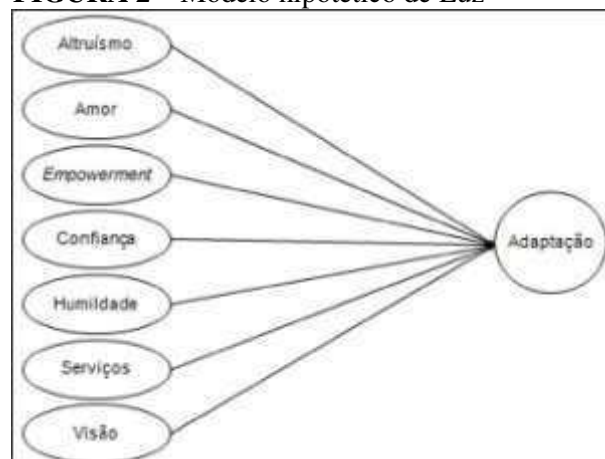 FIGURA 2 – Modelo hipotético de Luz
Altruísmo
Amor
Empowerment
Confiança
Humildade
Serviços
Visão
Adaptação